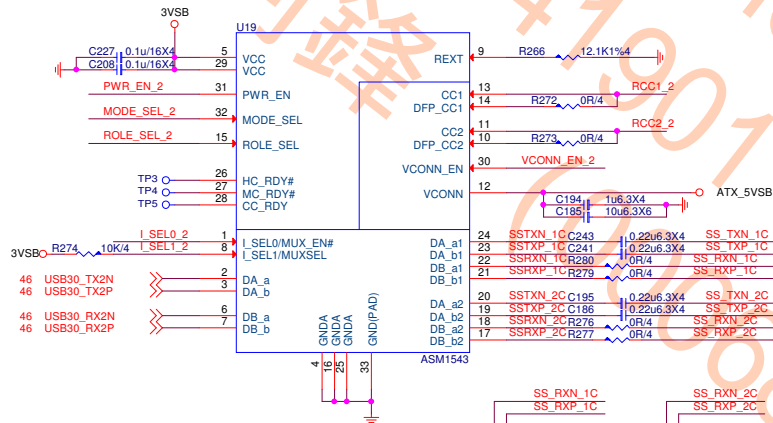 3VSB
U19
C227 0.1u/16X4
C208 0.1u/16X4
5 VCC
29 VCC
PWR_EN_2 31 PWR_EN
MODE_SEL_2 32 MODE_SEL
ROLE_SEL_2 15 ROLE_SEL
TP3 26 HC_RDY#
TP4 27 MC_RDY#
TP5 28 CC_RDY
I_SEL0_2 1 I_SEL0/MUX_EN#
3VSB R274 10K/4 I_SEL1_2 8 I_SEL1/MUXSEL
46 USB30_TX2N 2 DA_a
46 USB30_TX2P 3 DA_b
46 USB30_RX2N 6 DB_a
46 USB30_RX2P 7 DB_b
REXT 9 R266 12.1K1%4
CC1 13 RCC1_2
DFP_CC1 14 R272 0R/4
CC2 11 RCC2_2
DFP_CC2 10 R273 0R/4
VCONN_EN 30 VCONN_EN_2
VCONN 12 ATX_5VSB
C194 1u6.3X4
C185 10u6.3X6
DA_a1 24 SSTXN_1C C243 0.22u6.3X4 SS_TXN_1C
DA_b1 23 SSTXP_1C C241 0.22u6.3X4 SS_TXP_1C
DB_a1 22 SSRXN_1C R280 0R/4 SS_RXN_1C
DB_b1 21 SSRXP_1C R279 0R/4 SS_RXP_1C
DA_a2 20 SSTXN_2C C195 0.22u6.3X4 SS_TXN_2C
DA_b2 19 SSTXP_2C C186 0.22u6.3X4 SS_TXP_2C
DB_a2 18 SSRXN_2C R276 0R/4 SS_RXN_2C
DB_b2 17 SSRXP_2C R277 0R/4 SS_RXP_2C
GNDA GNDA GNDA GND(PAD)
4 16 25 33
ASM1543
SS_RXN_1C SS_RXN_2C
SS_RXP_1C SS_RXP_2C